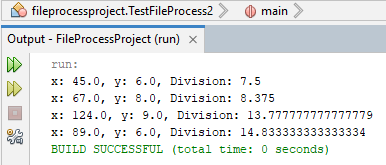 fileprocessproject.TestFileProcess2 > main >
Output - FileProcessProject (run) ×
run:
x: 45.0, y: 6.0, Division: 7.5
x: 67.0, y: 8.0, Division: 8.375
x: 124.0, y: 9.0, Division: 13.777777777777779
x: 89.0, y: 6.0, Division: 14.833333333333334
BUILD SUCCESSFUL (total time: 0 seconds)